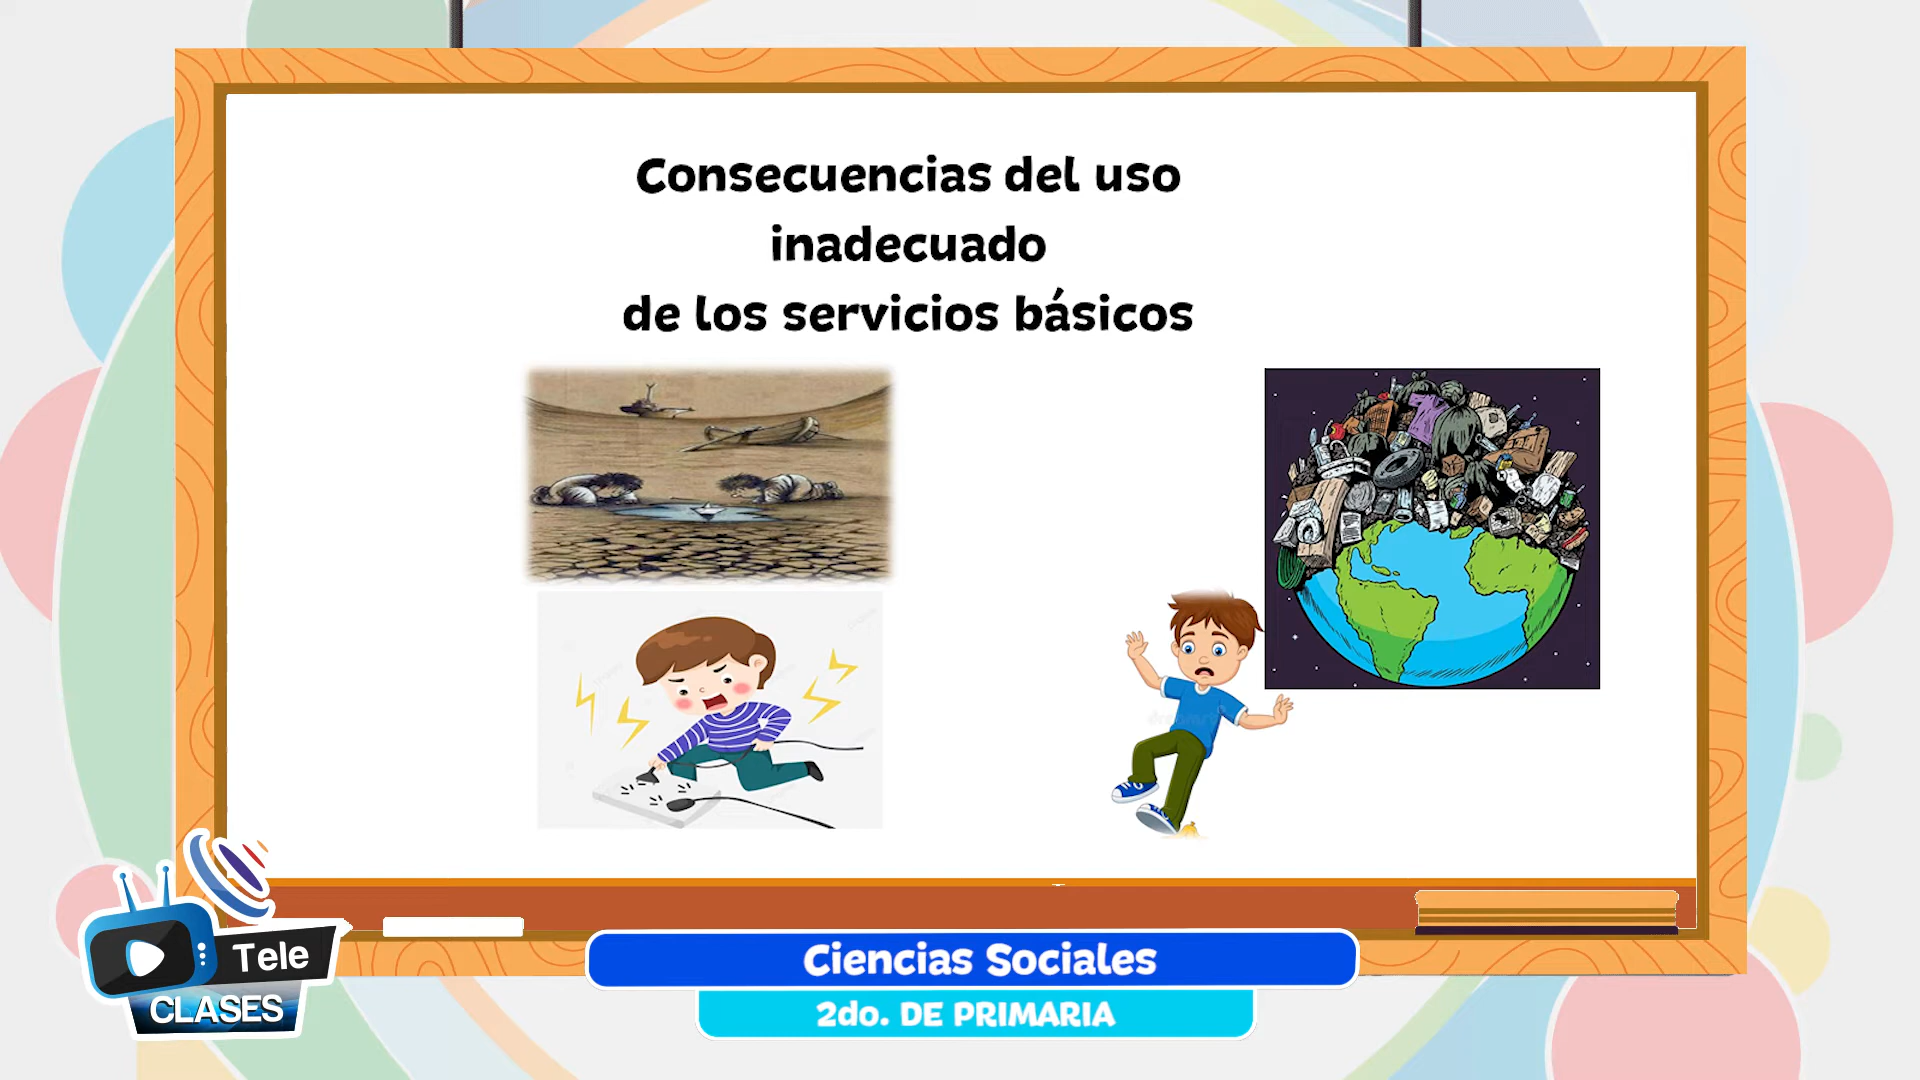 Consecuencias del uso
inadecuado
de los servicios básicos
Tele
CLASES
Ciencias Sociales
2do. DE PRIMARIA